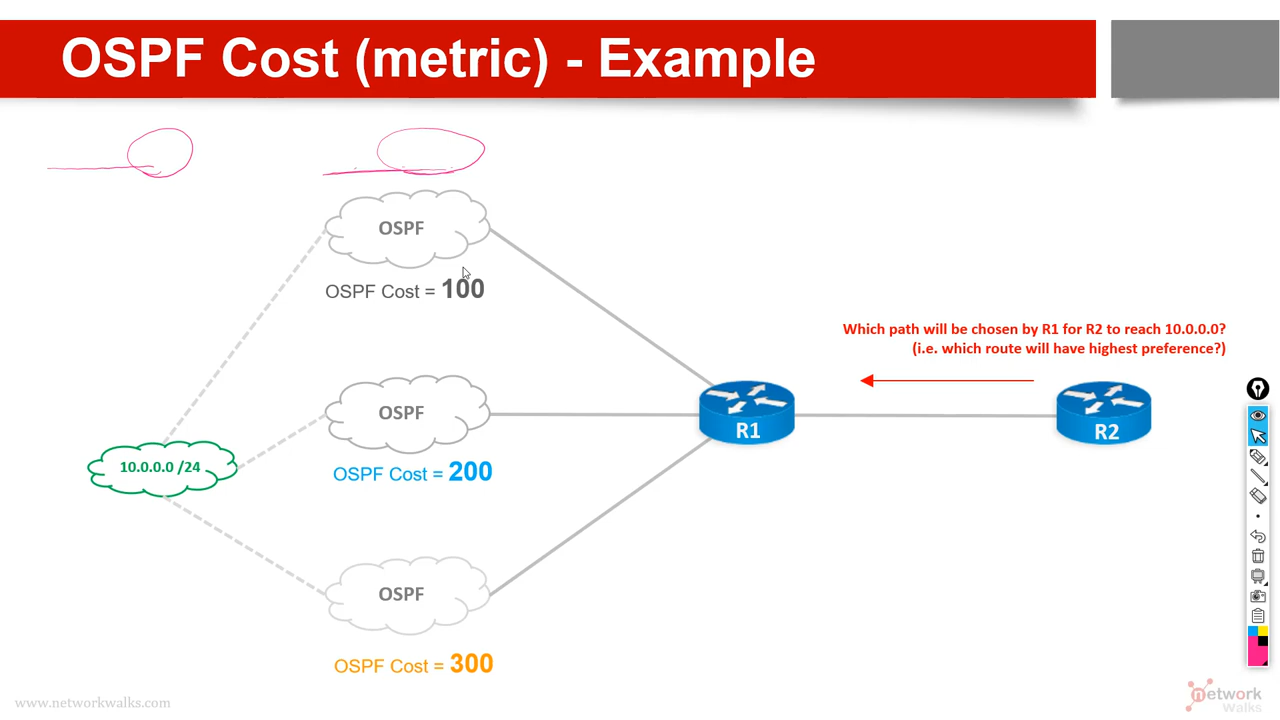 OSPF Cost (metric) - Example
OSPF
OSPF Cost = 100
Which path will be chosen by R1 for R2 to reach 10.0.0.0?
(i.e. which route will have highest preference?)
OSPF
R1
R2
10.0.0.0 /24
OSPF Cost = 200
OSPF
OSPF Cost = 300
www.networkwalks.com
network
Walks